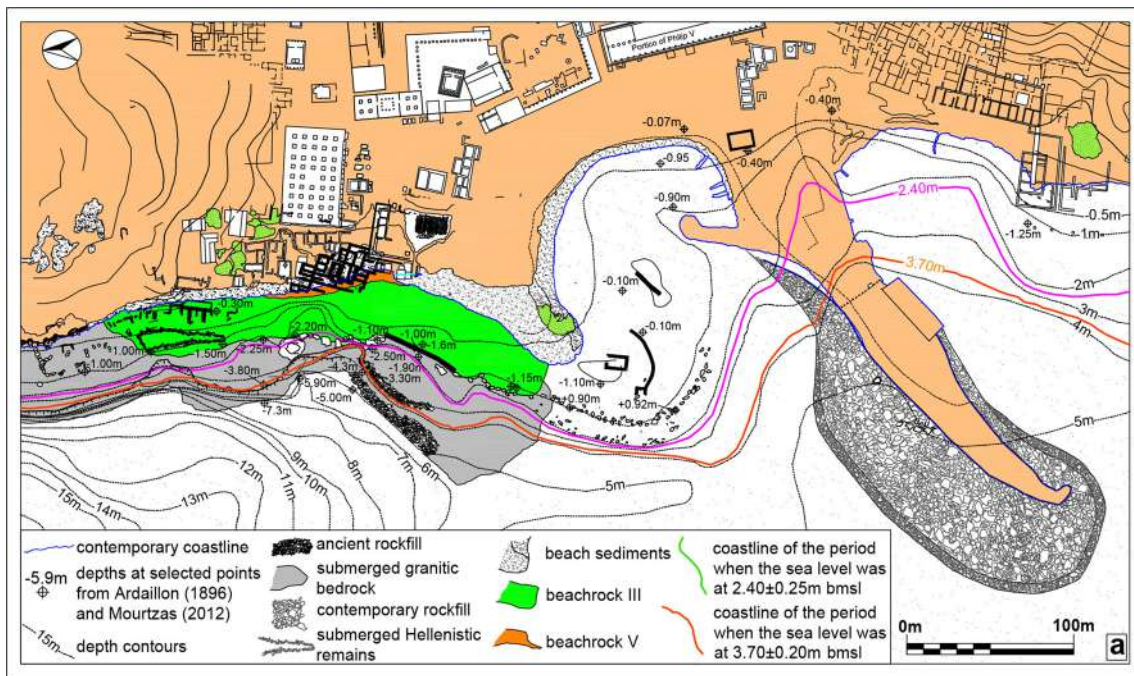 Portico of Philip V
-0.40m
-0.07m
-0.95
-0.40m
-0.90m
2.40m
-0.5m
-1m
-1.25m
3.70m
-2m
-3m
4m
-0.10m
-0.10m
-0.30m
-2.20m
-1.10m
-1.00m
-1.6m
1.00m
-1.50m
-2.25m
1.00m
-2.50m
-1.90m
-3.80m
-4.3m
-3.30m
-1.15m
-1.10m
+0.90m
+0.92m
-5.90m
-5.00m
-7.3m
5m
12m
9m
8m
7m
6m
11m
10m
5m
13m
14m
15m
contemporary coastline
-5.9m
depths at selected points
from Ardaillon (1896)
and Mourtzas (2012)
15m
depth contours
ancient rockfill
submerged granitic
bedrock
contemporary rockfill
submerged Hellenistic
remains
beach sediments
beachrock III
beachrock V
coastline of the period
when the sea level was
at 2.40±0.25m bmsl
coastline of the period
when the sea level was
at 3.70±0.20m bmsl
0m
100m
a